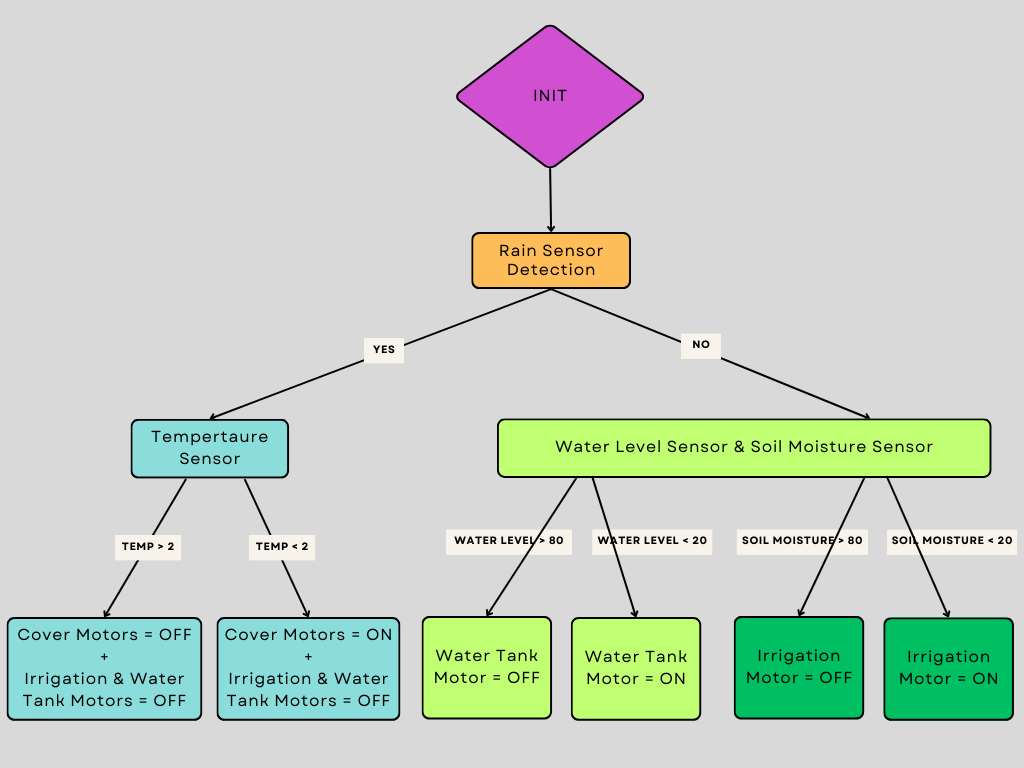 INIT
Rain Sensor
Detection
YES
NO
Tempertaure
Sensor
Water Level Sensor & Soil Moisture Sensor
TEMP > 2
TEMP < 2
WATER LEVEL > 80
WATER LEVEL < 20
SOIL MOISTURE > 80
SOIL MOISTURE < 20
Cover Motors = OFF
+
Irrigation & Water
Tank Motors = OFF
Cover Motors = ON
+
Irrigation & Water
Tank Motors = OFF
Water Tank
Motor = OFF
Water Tank
Motor = ON
Irrigation
Motor = OFF
Irrigation
Motor = ON